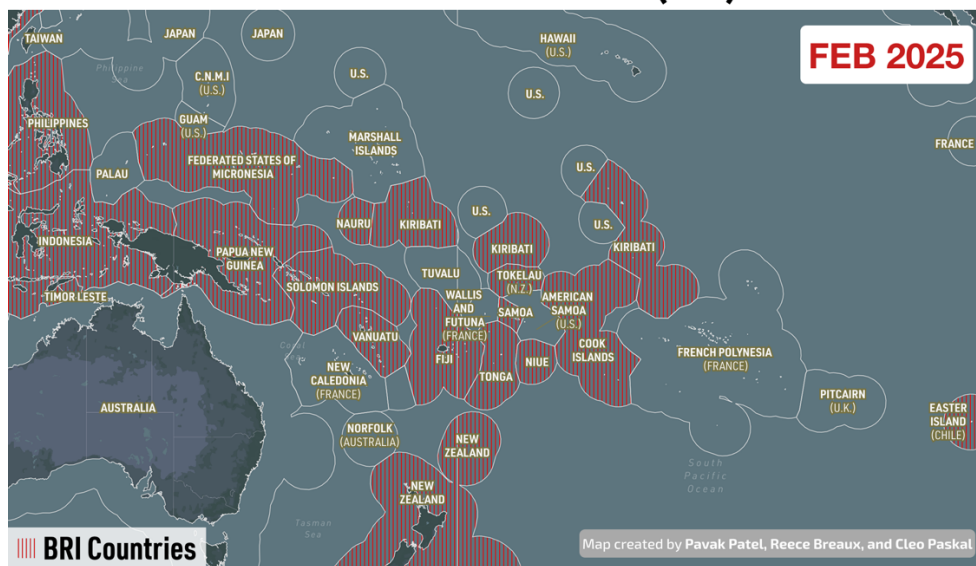 TAIWAN
JAPAN
JAPAN
HAWAII
(U.S.)
FEB 2025
Philippine
Sea
C.N.M.I
(U.S.)
U.S.
U.S.
PHILIPPINES
GUAM
(U.S.)
MARSHALL
ISLANDS
FRANCE
PALAU
FEDERATED STATES OF
MICRONESIA
U.S.
NAURU
KIRIBATI
U.S.
U.S.
INDONESIA
PAPUA NEW
GUINEA
KIRIBATI
KIRIBATI
TUVALU
TOKELAU
(N.Z.)
TIMOR LESTE
SOLOMON ISLANDS
WALLIS
AND
FUTUNA
(FRANCE)
SAMOA
AMERICAN
SAMOA
(U.S.)
Coral
VANUATU
FIJI
TONGA
NIUE
COOK
ISLANDS
FRENCH POLYNESIA
(FRANCE)
NEW
CALEDONIA
(FRANCE)
AUSTRALIA
PITCAIRN
(U.K.)
EASTER
ISLAND
(CHILE)
NORFOLK
(AUSTRALIA)
NEW
ZEALAND
South
Pacific
Ocean
NEW
ZEALAND
Tasman
Sea
BRI Countries
Map created by Pavak Patel, Reece Breaux, and Cleo Paskal